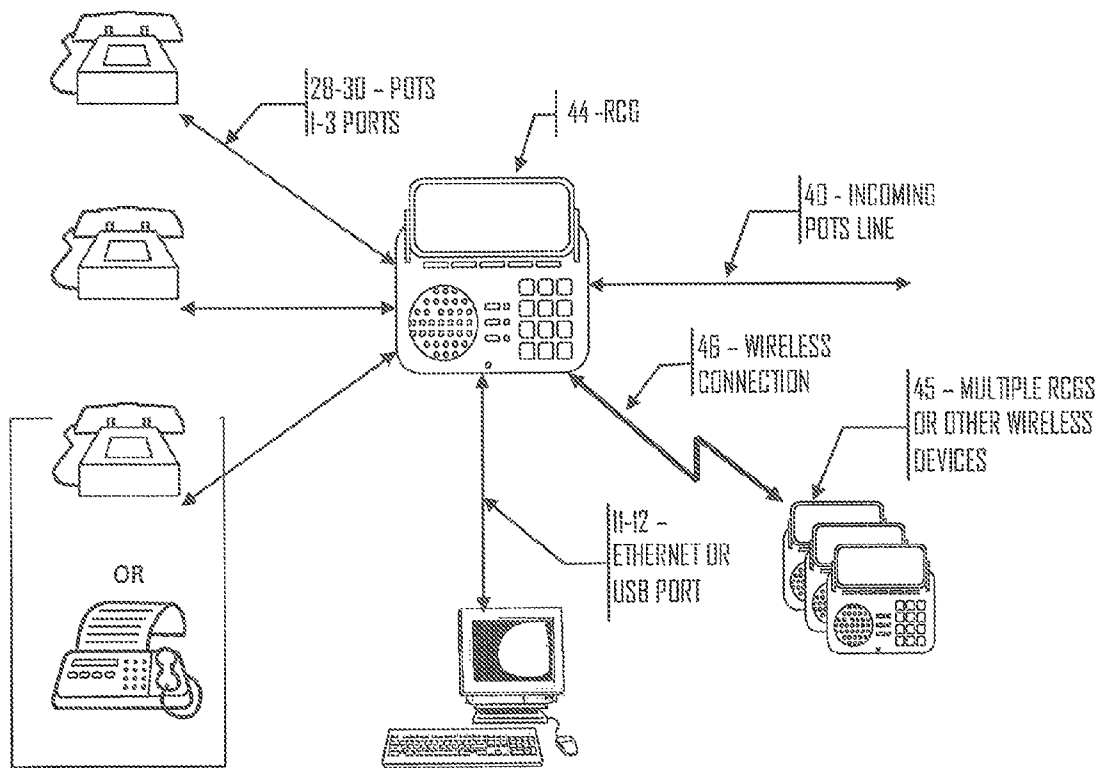 28-30 – POTS
1-3 PORTS
44 -RCG
40 - INCOMING
POTS LINE
46 – WIRELESS
CONNECTION
45 – MULTIPLE RCGS
OR OTHER WIRELESS
DEVICES
11-12 –
ETHERNET OR
USB PORT
OR